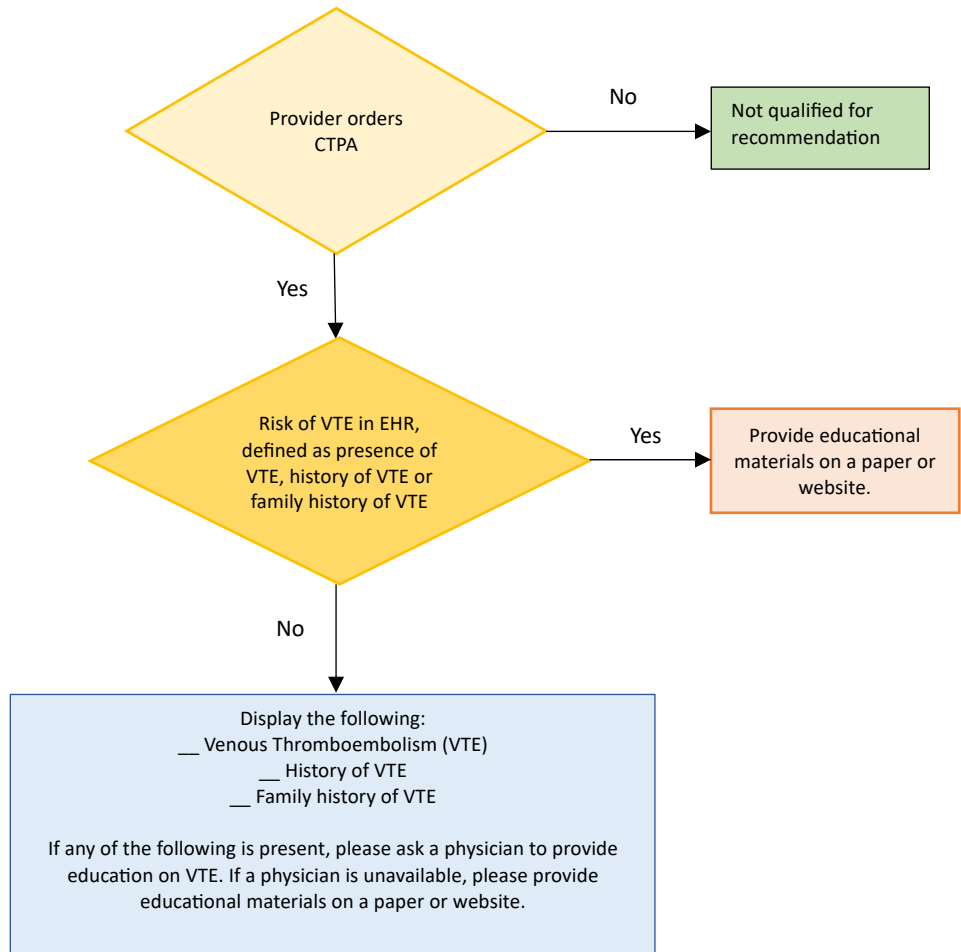 Provider orders
CTPA
No
Not qualified for
recommendation
Yes
Risk of VTE in EHR,
defined as presence of
VTE, history of VTE or
family history of VTE
Yes
Provide educational
materials on a paper or
website.
No
Display the following:
__ Venous Thromboembolism (VTE)
__ History of VTE
__ Family history of VTE
If any of the following is present, please ask a physician to provide
education on VTE. If a physician is unavailable, please provide
educational materials on a paper or website.